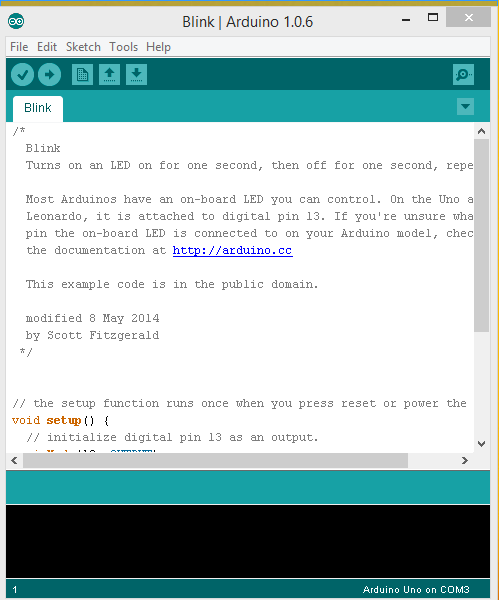 Blink | Arduino 1.0.6
File Edit Sketch Tools Help
Blink
/*
Blink
Turns on an LED on for one second, then off for one second, repe
Most Arduinos have an on-board LED you can control. On the Uno a
Leonardo, it is attached to digital pin 13. If you're unsure wha
pin the on-board LED is connected to on your Arduino model, chec
the documentation at http://arduino.cc
This example code is in the public domain.
modified 8 May 2014
by Scott Fitzgerald
*/
// the setup function runs once when you press reset or power the
void setup() {
// initialize digital pin 13 as an output.
1
Arduino Uno on COM3